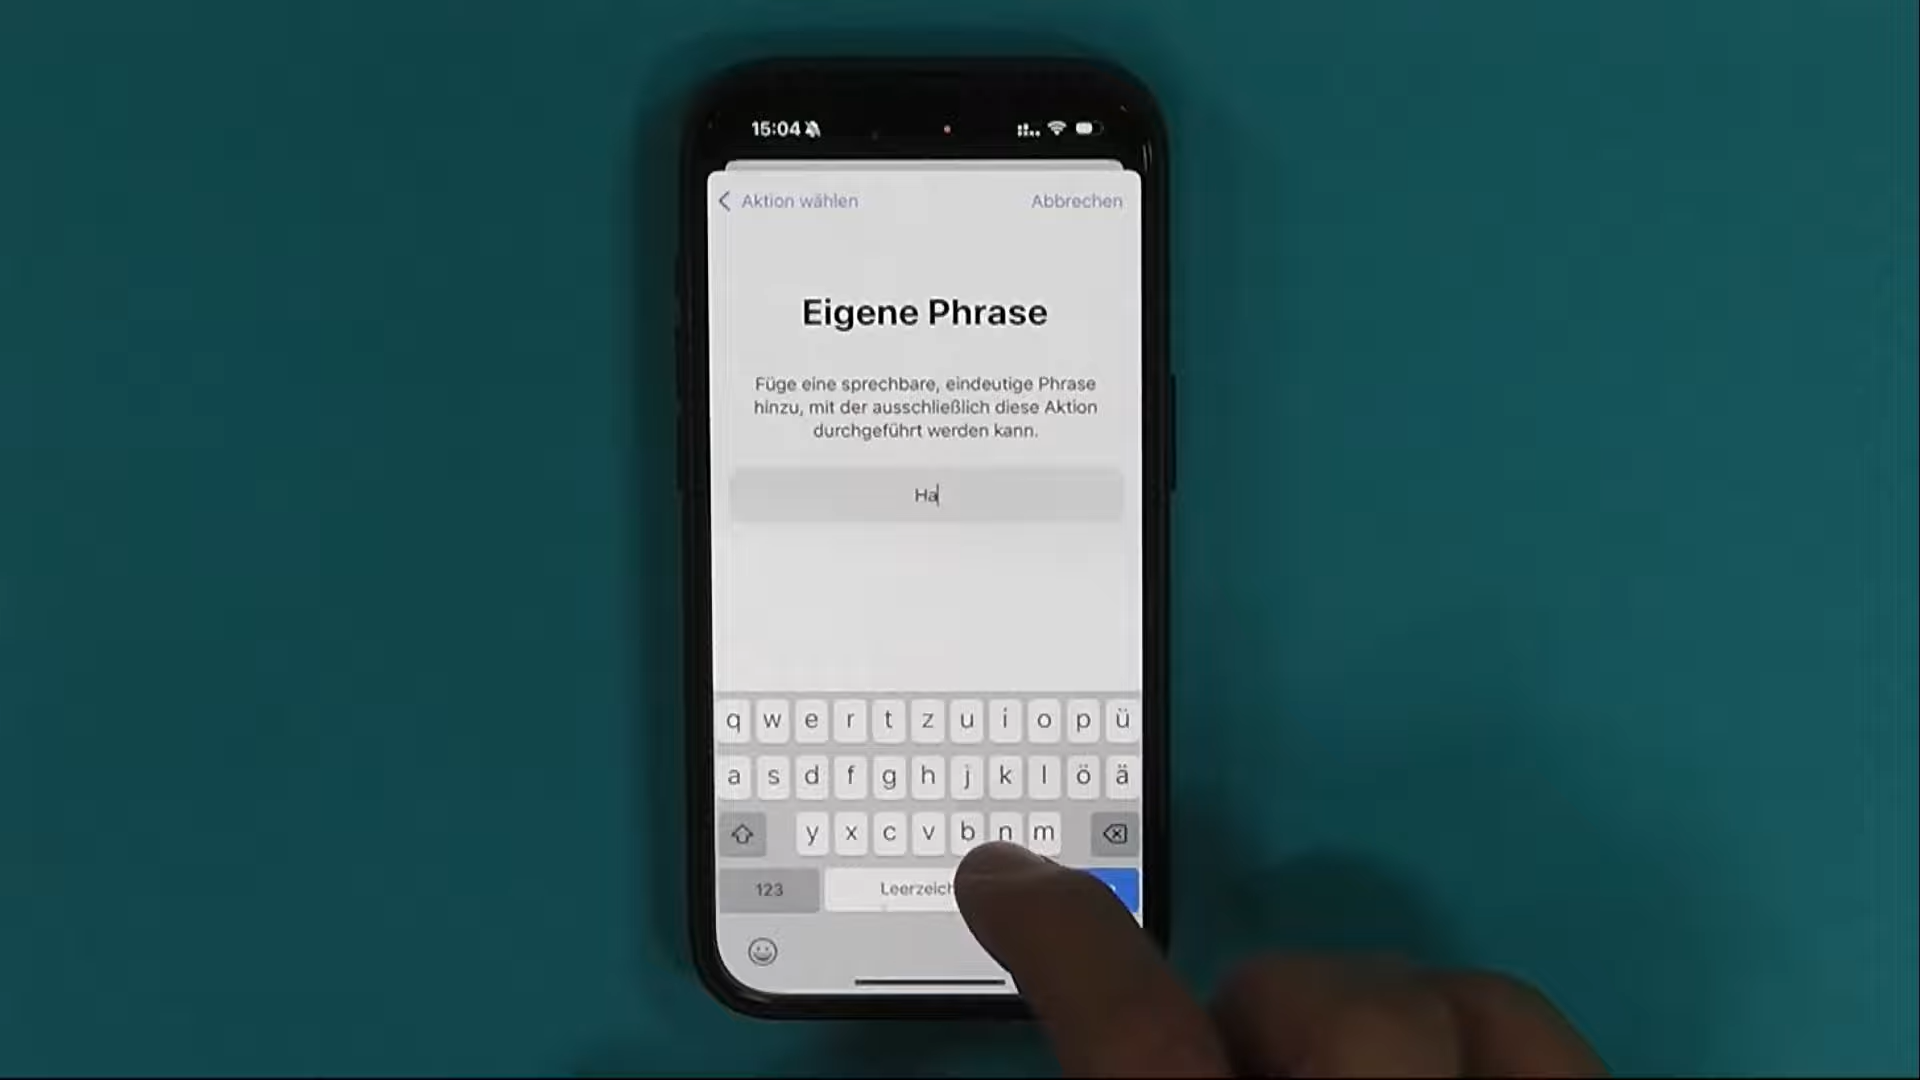 15:04
Aktion wählen
Abbrechen
Eigene Phrase
Füge eine sprechbare, eindeutige Phrase
hinzu, mit der ausschließlich diese Aktion
durchgeführt werden kann.
Ha
q w e r t z u i o p ü
a s d f g h j k l ö ä
y x c v b n m
123